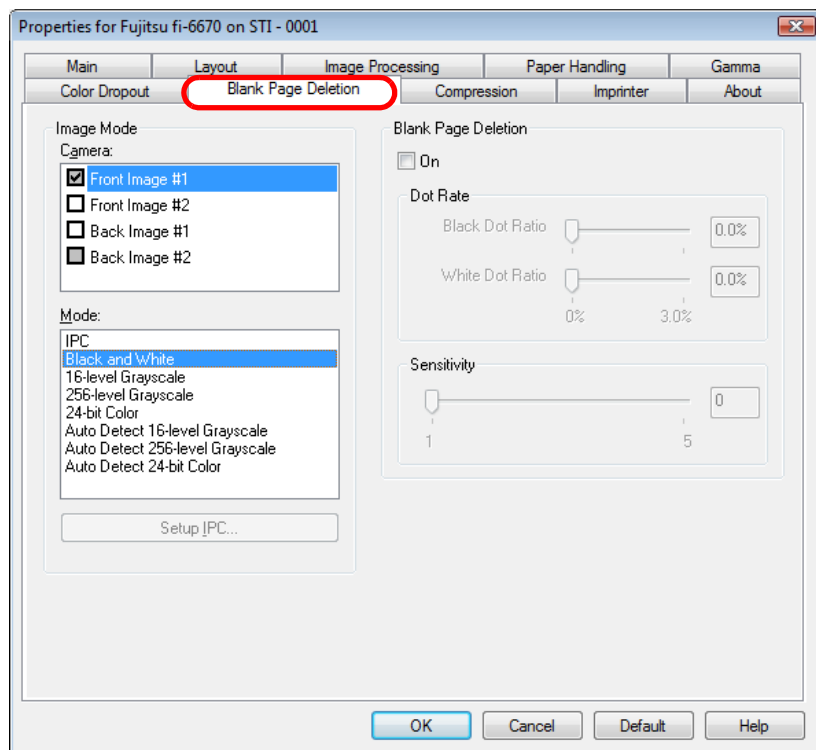 Properties for Fujitsu fi-6670 on STI - 0001
Main
Layout
Image Processing
Paper Handling
Gamma
Color Dropout
Blank Page Deletion
Compression
Imprinter
About
Image Mode
Camera:
Front Image #1
Front Image #2
Back Image #1
Back Image #2
Mode:
IPC
Black and White
16-level Grayscale
256-level Grayscale
24-bit Color
Auto Detect 16-level Grayscale
Auto Detect 256-level Grayscale
Auto Detect 24-bit Color
Setup IPC...
Blank Page Deletion
On
Dot Rate
Black Dot Ratio
0.0%
White Dot Ratio
0.0%
0%
3.0%
Sensitivity
0
1
5
OK
Cancel
Default
Help